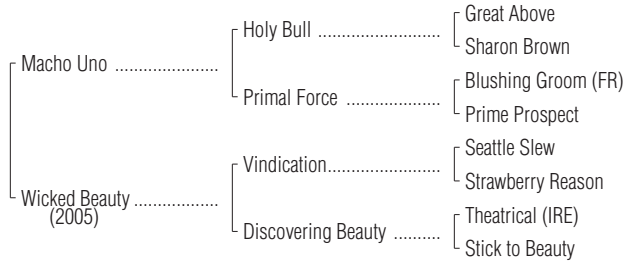 Great Above
Holy Bull ........................
Sharon Brown
Macho Uno ....................
Blushing Groom (FR)
Primal Force ..................
Prime Prospect
Seattle Slew
Vindication......................
Strawberry Reason
Wicked Beauty ................
(2005)
Theatrical (IRE)
Discovering Beauty .........
Stick to Beauty